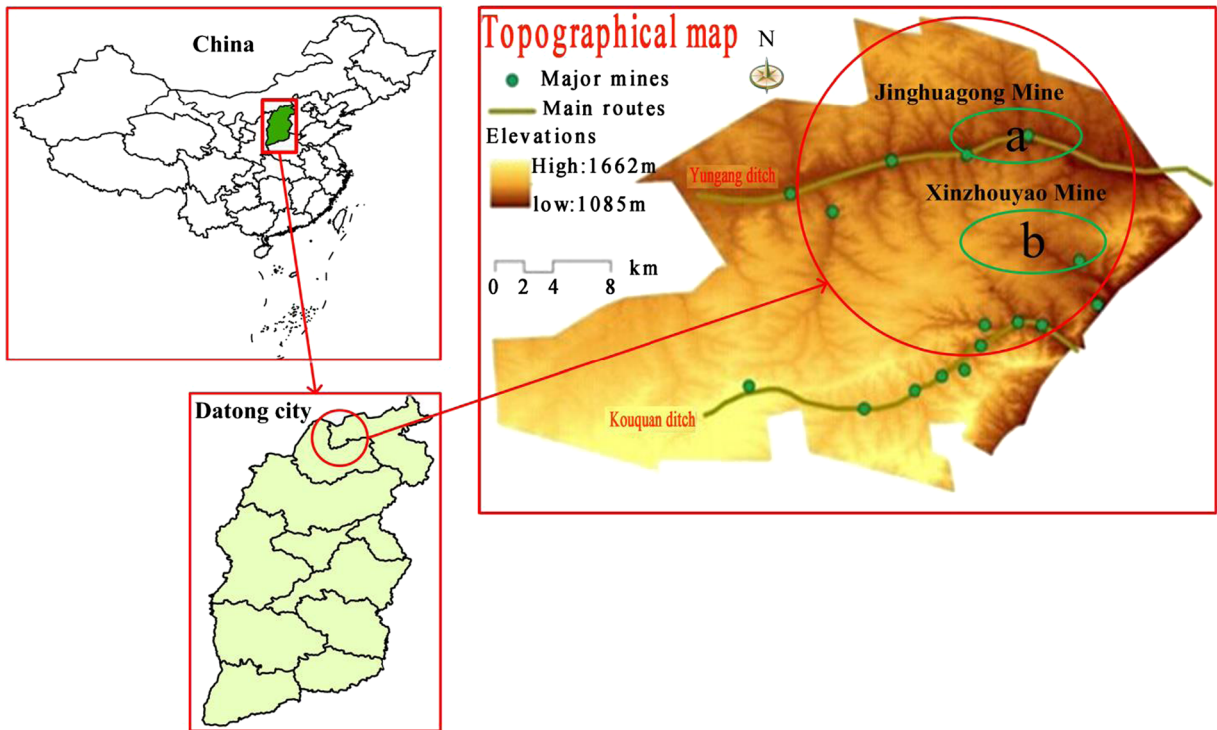 China
Datong city
Topographical map
N
Major mines
Main routes
Elevations
High:1662m
low:1085m
km
0 2 4 8
Jinghuagong Mine
a
Yungang ditch
Xinzhouyao Mine
b
Kouquan ditch